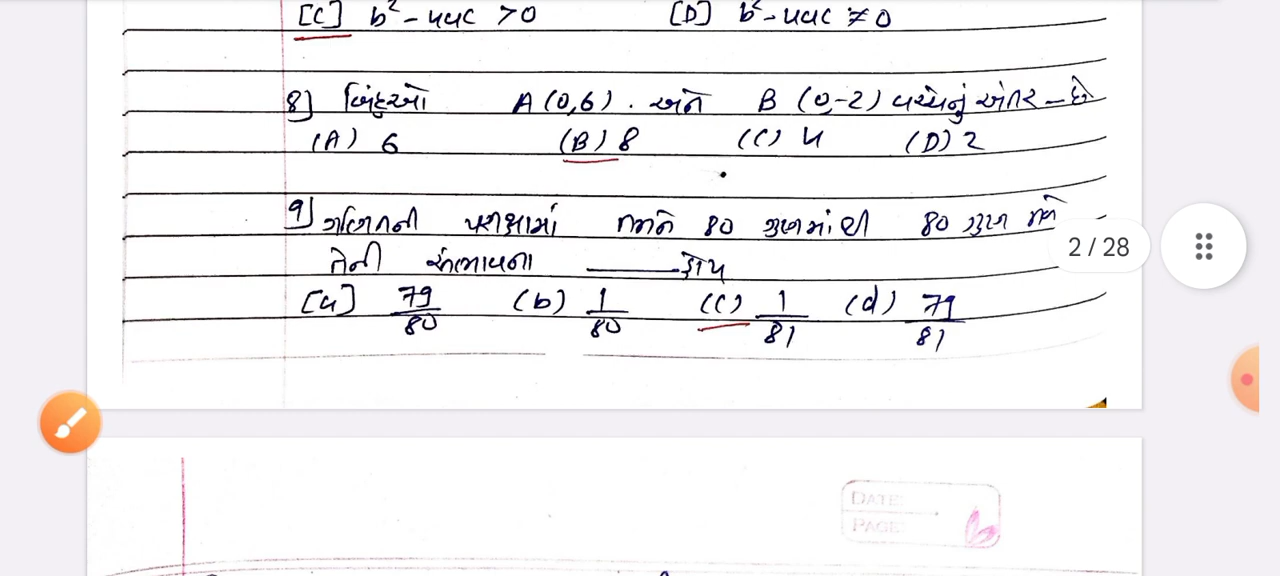 [C] b² - 4ac > 0 [D] b² - 4ac ≠ 0
8] બિંદુઓ A (0,6) . અને B (0,-2) વચ્ચેનું અંતર – છે
(A) 6 (B) 8 (C) 4 (D) 2
9] ગણિતની પરીક્ષામાં તમને 80 ગુણમાંથી 80 ગુણ મળે
તેની સંભાવના ——— હોય
[a] 79/80 (b) 1/80 (c) 1/81 (d) 79/81
2 / 28
DATE:
PAGE: